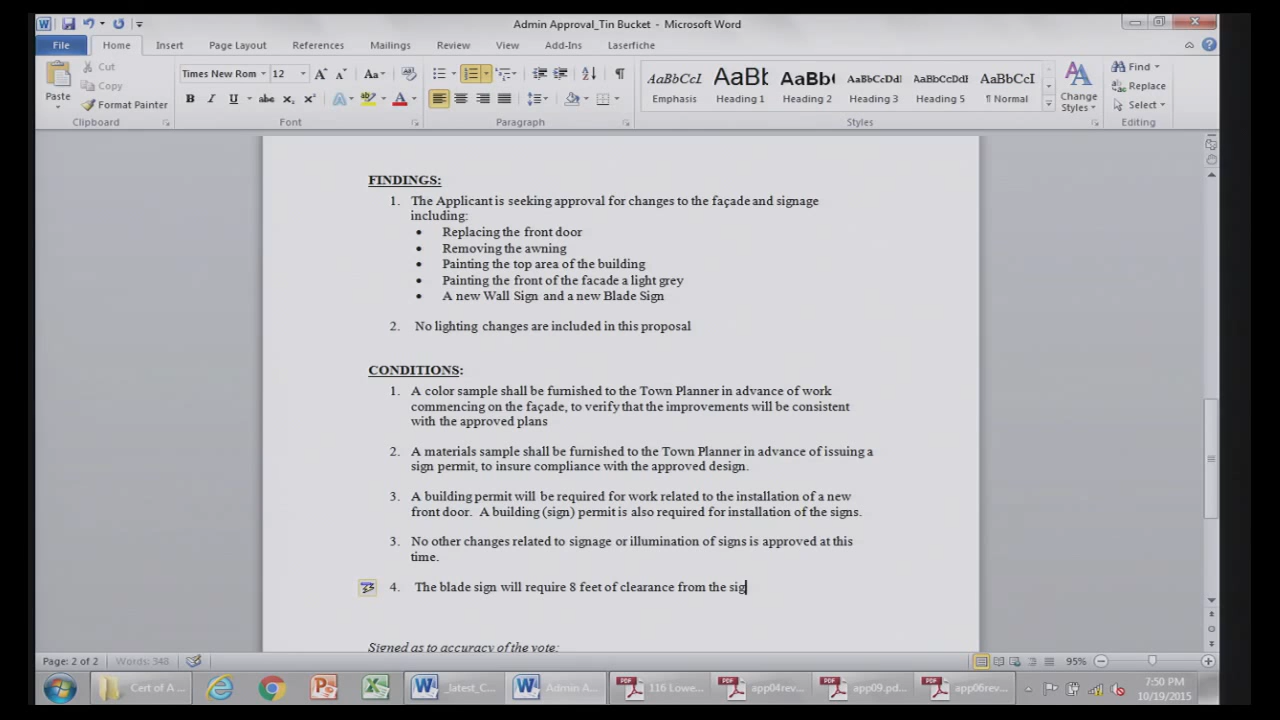 Admin Approval_Tin Bucket - Microsoft Word
File Home Insert Page Layout References Mailings Review View Add-Ins Laserfiche
Cut
Copy
Paste
Format Painter
Clipboard
Times New Rom 12
Font
Paragraph
AaBbCcI Emphasis
AaBb( Heading 1
AaBb( Heading 2
AaBbCcDd Heading 3
AaBbCcDd Heading 5
AaBbCcI ¶ Normal
Change Styles
Styles
Find
Replace
Select
Editing
FINDINGS:
1. The Applicant is seeking approval for changes to the façade and signage
including:
• Replacing the front door
• Removing the awning
• Painting the top area of the building
• Painting the front of the facade a light grey
• A new Wall Sign and a new Blade Sign
2. No lighting changes are included in this proposal
CONDITIONS:
1. A color sample shall be furnished to the Town Planner in advance of work
commencing on the façade, to verify that the improvements will be consistent
with the approved plans
2. A materials sample shall be furnished to the Town Planner in advance of issuing a
sign permit, to insure compliance with the approved design.
3. A building permit will be required for work related to the installation of a new
front door. A building (sign) permit is also required for installation of the signs.
3. No other changes related to signage or illumination of signs is approved at this
time.
4. The blade sign will require 8 feet of clearance from the sig
Signed as to accuracy of the vote:
Page: 2 of 2 Words: 348 95%
Cert of A ... _latest_C... Admin A... 116 Lowe... app04rev... app09.pd... app06rev...
7:50 PM
10/19/2015